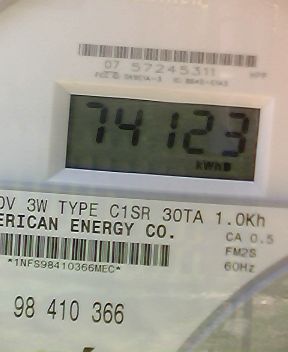 07 57245311
74123
kWhB
0V 3W TYPE C1SR 30TA 1.0Kh
ERICAN ENERGY CO.
CA 0.5
FM2S
*1NFS98410366MEC*
60Hz
98 410 366